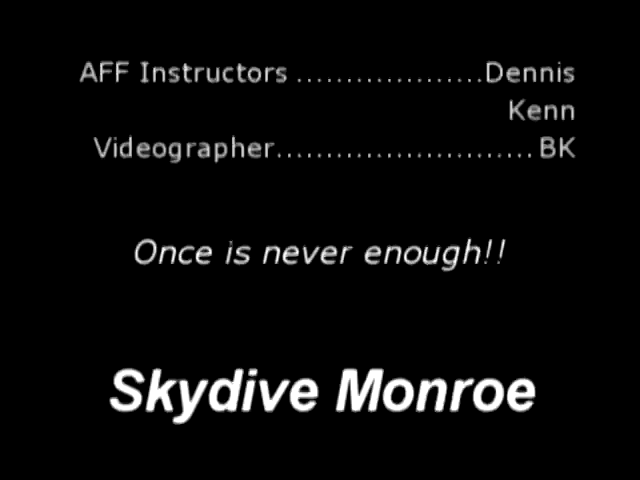 AFF Instructors ...................Dennis
Kenn
Videographer.......................... BK
Once is never enough!!
Skydive Monroe